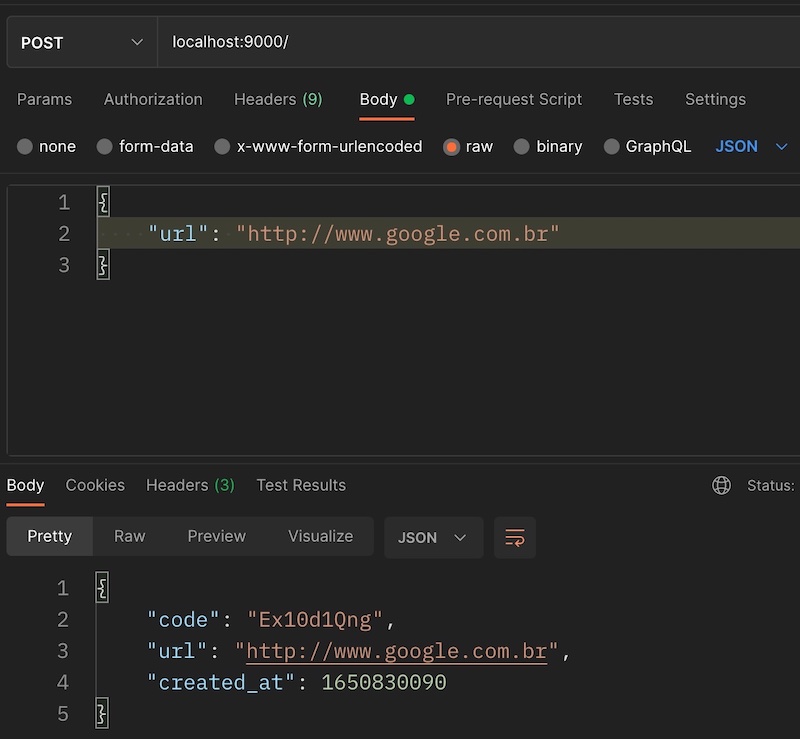 POST localhost:9000/
Params Authorization Headers (9) Body Pre-request Script Tests Settings
none form-data x-www-form-urlencoded raw binary GraphQL JSON
1 {
2 "url": "http://www.google.com.br"
3 }
Body Cookies Headers (3) Test Results Status:
Pretty Raw Preview Visualize JSON
1 {
2 "code": "Ex10d1Qng",
3 "url": "http://www.google.com.br",
4 "created_at": 1650830090
5 }